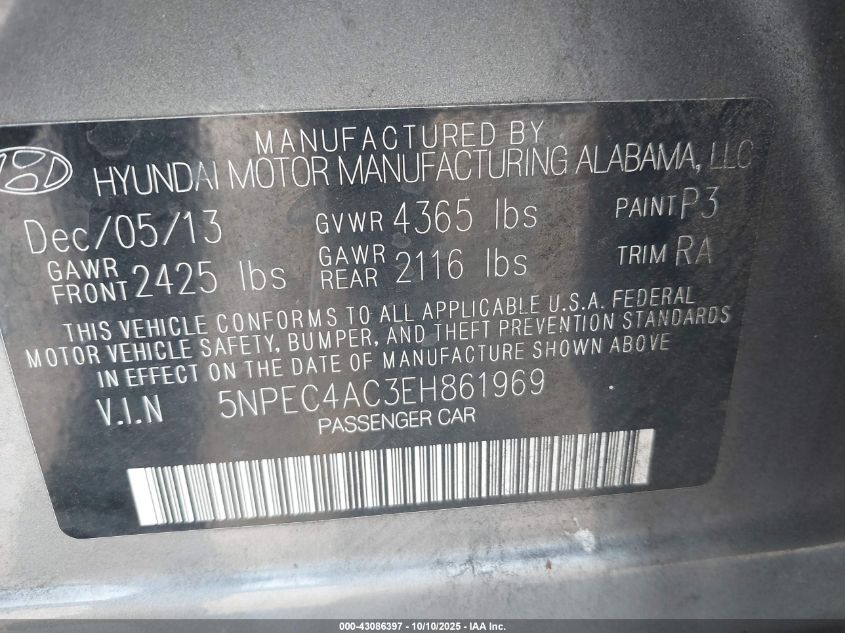 MANUFACTURED BY
HYUNDAI MOTOR MANUFACTURING ALABAMA, LLC
Dec/05/13 GVWR 4365 lbs PAINT P3
GAWR FRONT 2425 lbs GAWR REAR 2116 lbs TRIM RA
THIS VEHICLE CONFORMS TO ALL APPLICABLE U.S.A. FEDERAL
MOTOR VEHICLE SAFETY, BUMPER, AND THEFT PREVENTION STANDARDS
IN EFFECT ON THE DATE OF MANUFACTURE SHOWN ABOVE
V.I.N 5NPEC4AC3EH861969
PASSENGER CAR
000-43086397 - 10/10/2025 - IAA Inc.